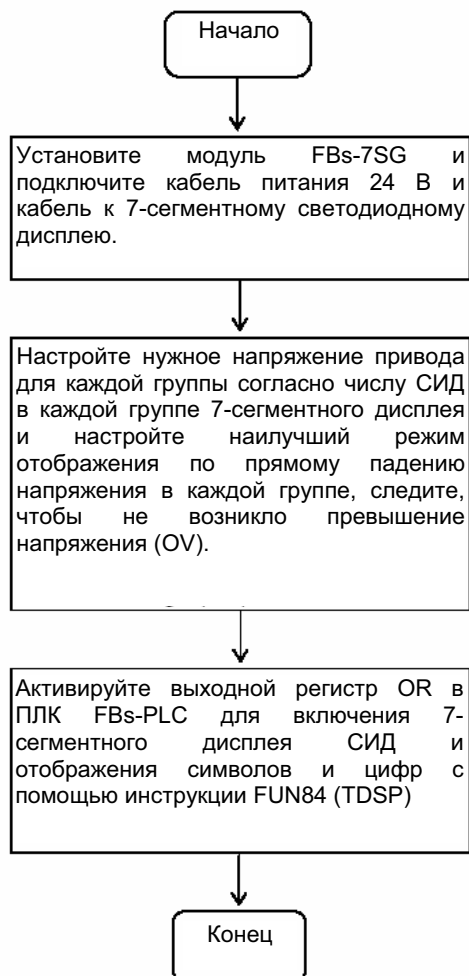 Начало
Установите модуль FBs-7SG и
подключите кабель питания 24 В и
кабель к 7-сегментному светодиодному
дисплею.
Настройте нужное напряжение привода
для каждой группы согласно числу СИД
в каждой группе 7-сегментного дисплея
и настройте наилучший режим
отображения по прямому падению
напряжения в каждой группе, следите,
чтобы не возникло превышение
напряжения (OV).
Активируйте выходной регистр OR в
ПЛК FBs-PLC для включения 7-
сегментного дисплея СИД и
отображения символов и цифр с
помощью инструкции FUN84 (TDSP)
Конец